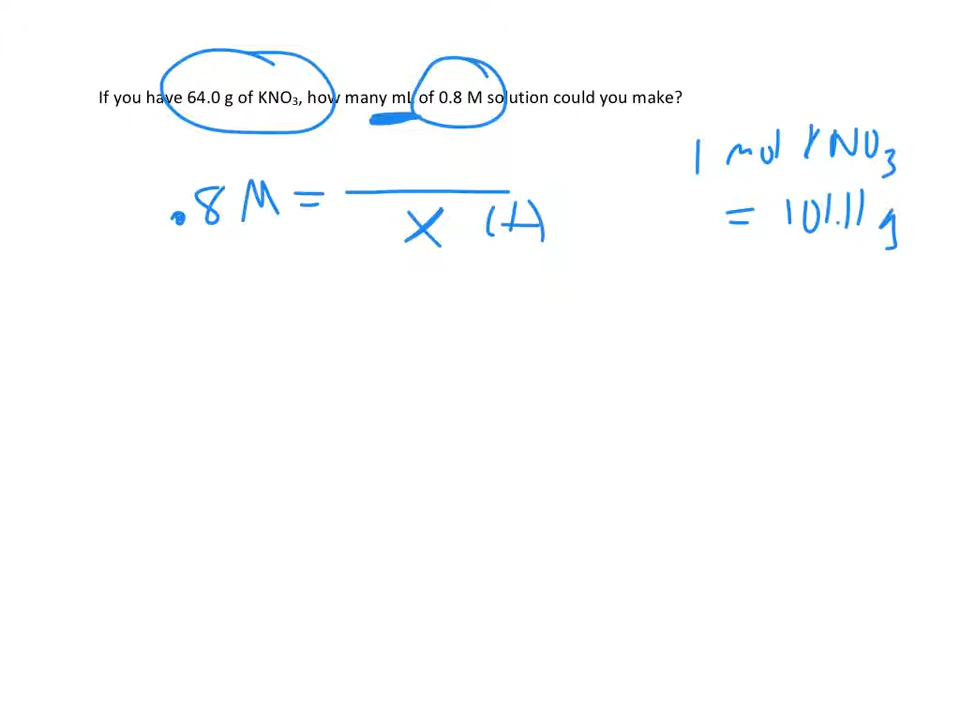 If you have 64.0 g of KNO₃, how many mL of 0.8 M solution could you make?
1 mol KNO₃
.8 M =
= 101.11 g
X (L)